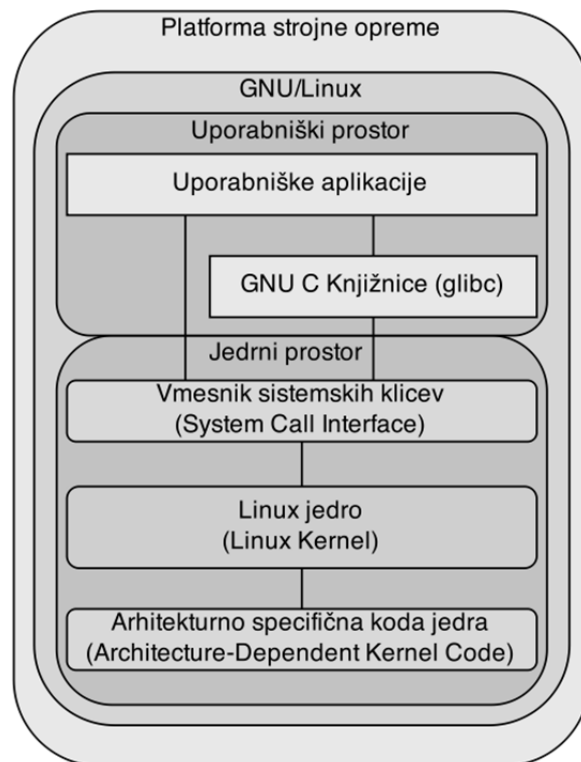 Platforma strojne opreme
GNU/Linux
Uporabniški prostor
Uporabniške aplikacije
GNU C Knjižnice (glibc)
Jedrni prostor
Vmesnik sistemskih klicev
(System Call Interface)
Linux jedro
(Linux Kernel)
Arhitekturno specifična koda jedra
(Architecture-Dependent Kernel Code)